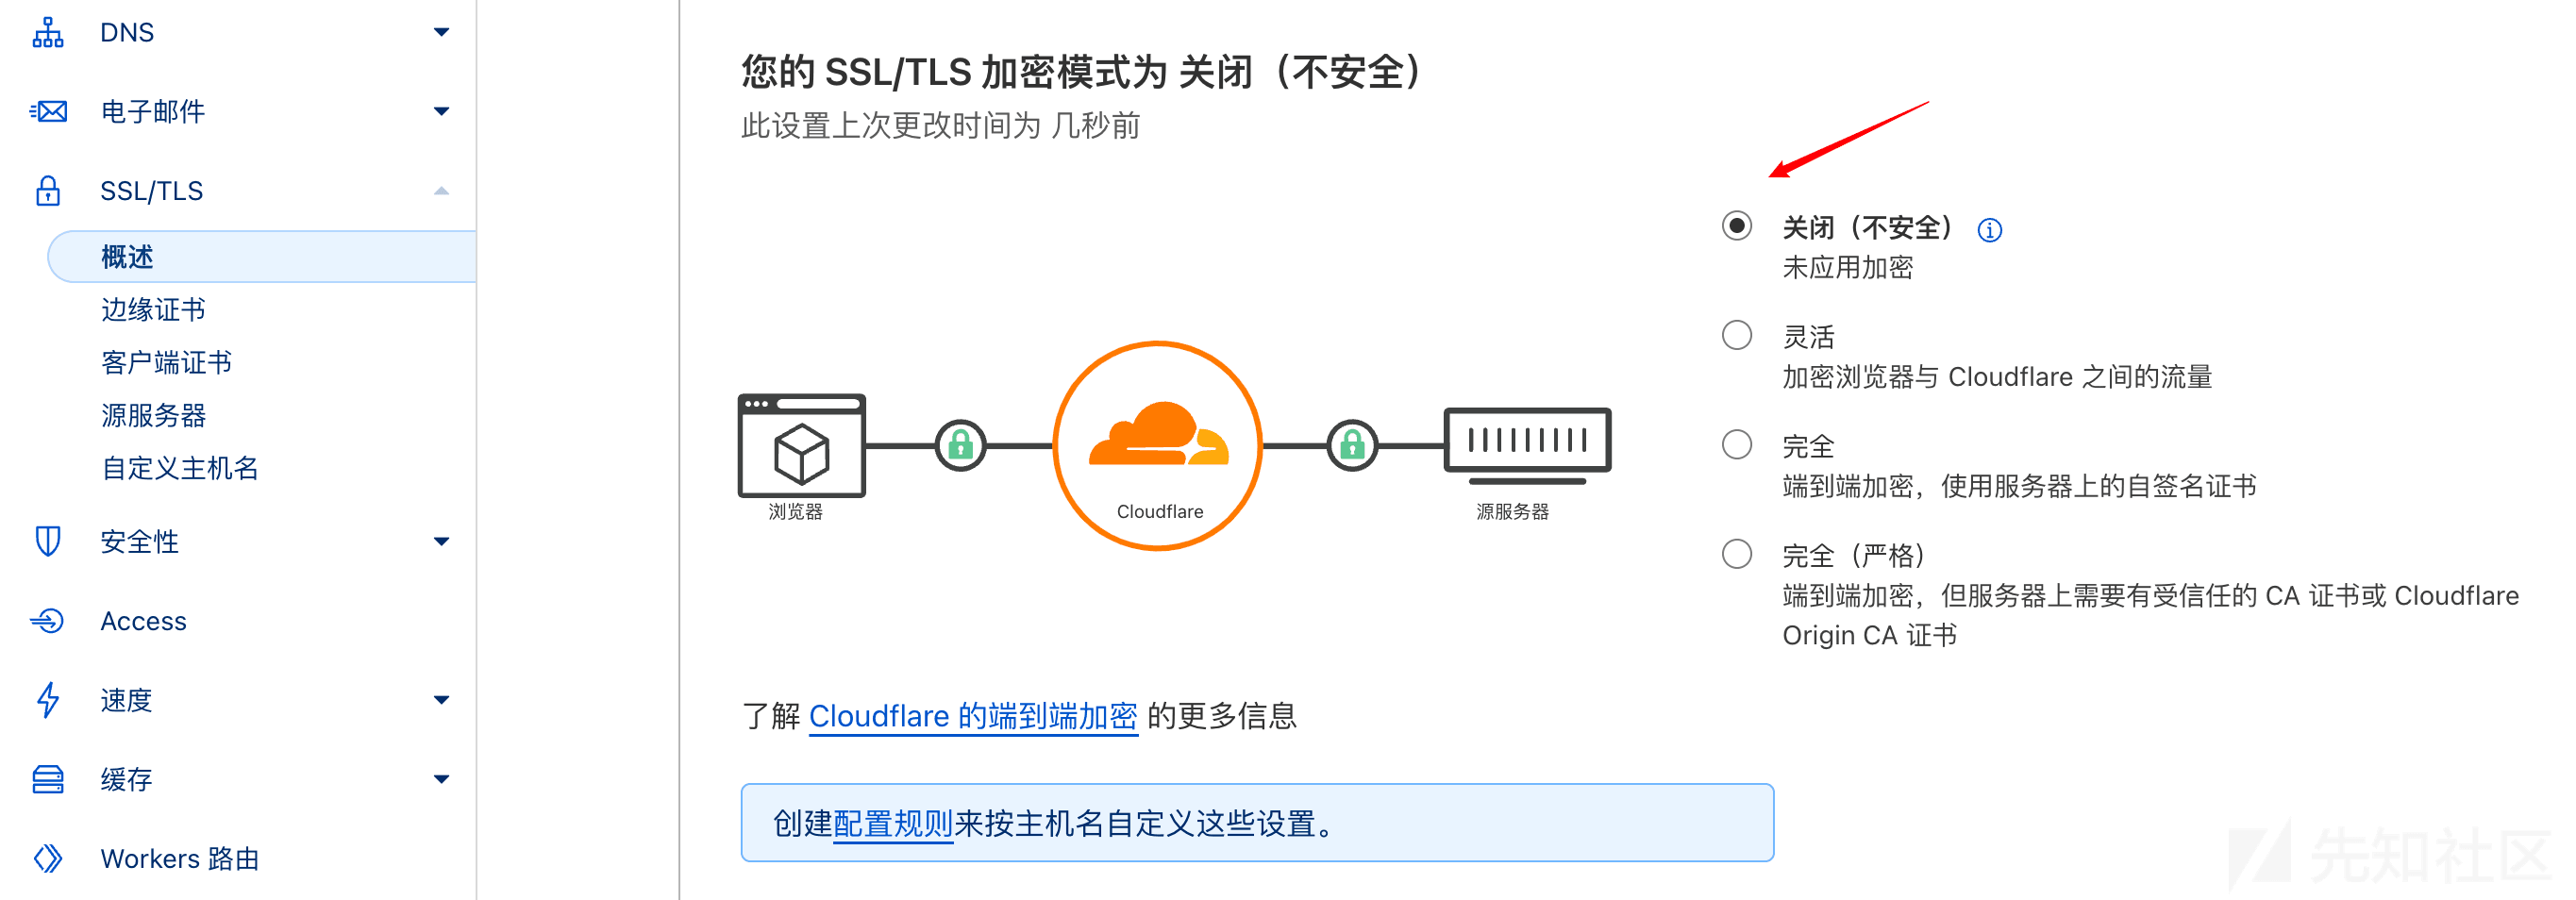 DNS
电子邮件
SSL/TLS
概述
边缘证书
客户端证书
源服务器
自定义主机名
安全性
Access
速度
缓存
Workers 路由
您的 SSL/TLS 加密模式为 关闭（不安全）
此设置上次更改时间为 几秒前
浏览器
Cloudflare
源服务器
关闭（不安全）
未应用加密
灵活
加密浏览器与 Cloudflare 之间的流量
完全
端到端加密，使用服务器上的自签名证书
完全（严格）
端到端加密，但服务器上需要有受信任的 CA 证书或 Cloudflare
Origin CA 证书
了解 Cloudflare 的端到端加密 的更多信息
创建配置规则来按主机名自定义这些设置。
先知社区